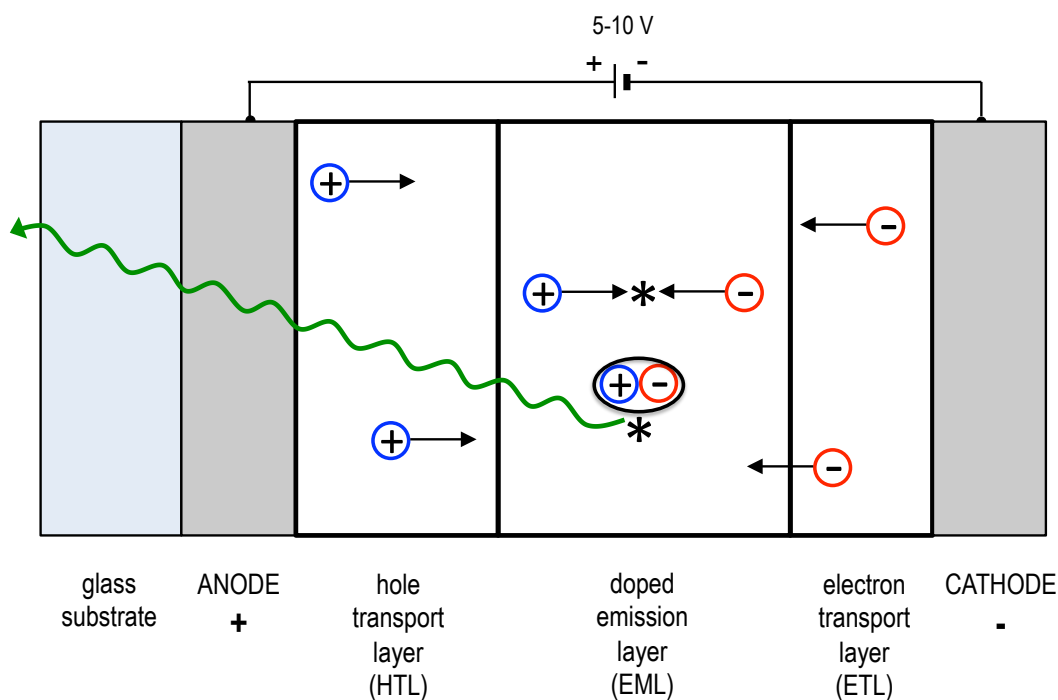 5-10 V
+ -
+
-
+ * -
+ -
*
+
-
glass
substrate
ANODE
+
hole
transport
layer
(HTL)
doped
emission
layer
(EML)
electron
transport
layer
(ETL)
CATHODE
-